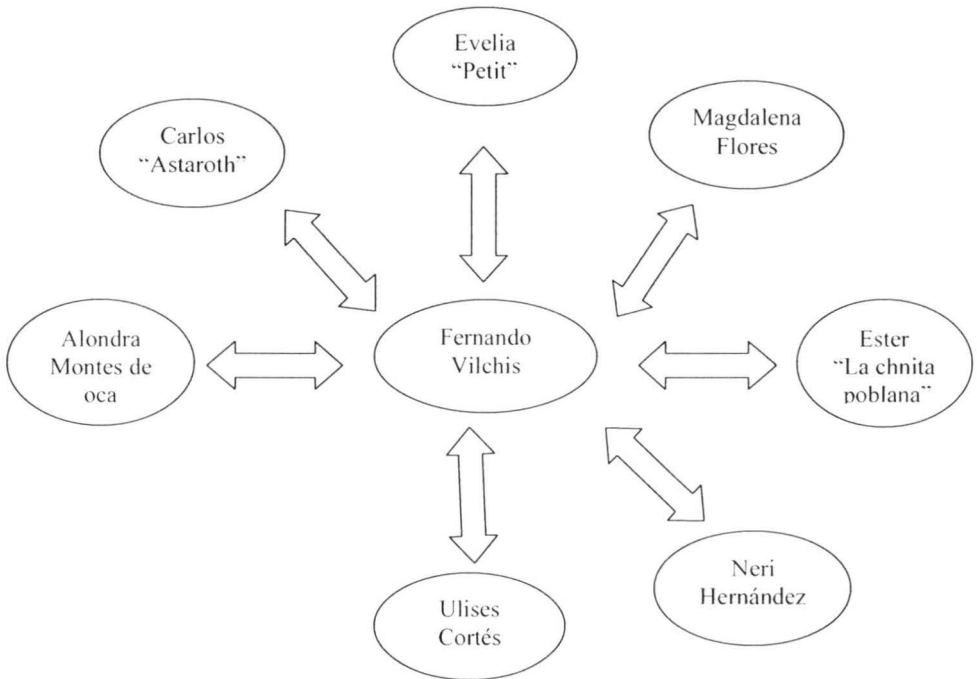 Evelia
“Petit”
Magdalena
Flores
Carlos
“Astaroth”
Fernando
Vilchis
Alondra
Montes de
oca
Ester
“La chnita
poblana”
Neri
Hernández
Ulises
Cortés